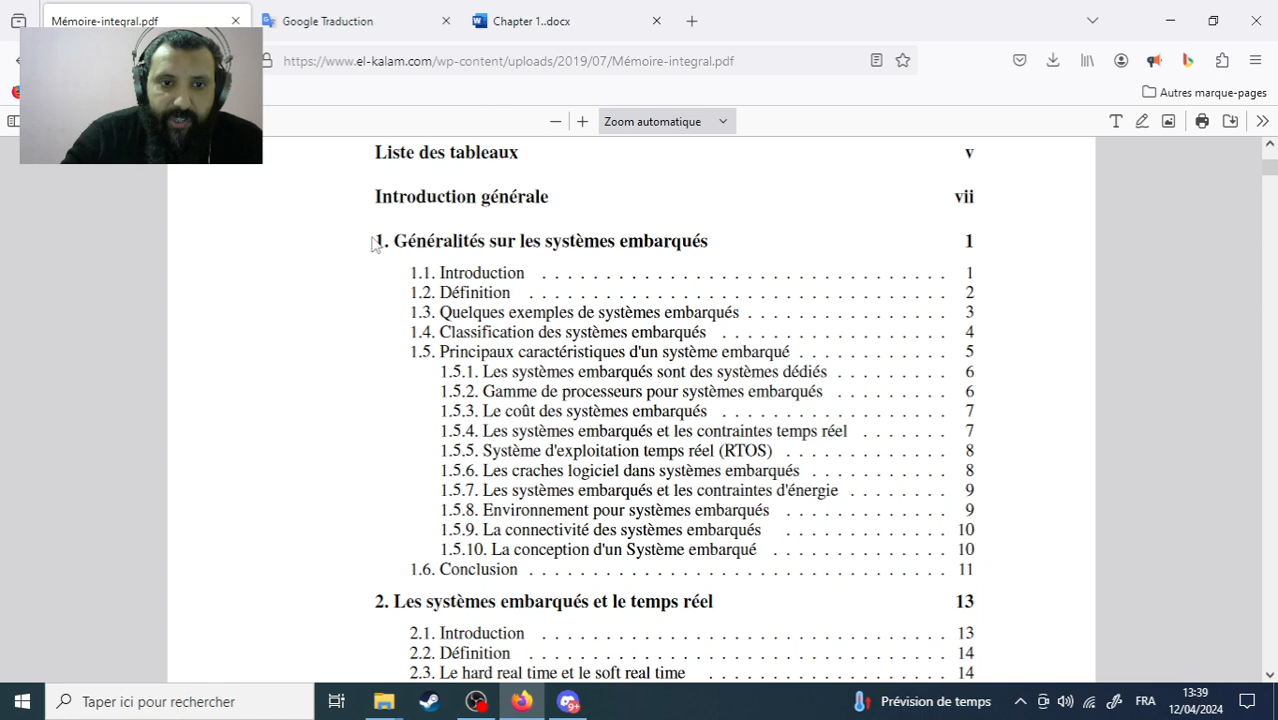 Mémoire-integral.pdf
Google Traduction
Chapter 1..docx
https://www.el-kalam.com/wp-content/uploads/2019/07/Mémoire-integral.pdf
Autres marque-pages
Zoom automatique
Liste des tableaux v
Introduction générale vii
1. Généralités sur les systèmes embarqués 1
1.1. Introduction . . . . . . . . . . . . . . . . . . . . . . . . . . . . . . . . 1
1.2. Définition . . . . . . . . . . . . . . . . . . . . . . . . . . . . . . . . . 2
1.3. Quelques exemples de systèmes embarqués . . . . . . . . . . . . . . . . 3
1.4. Classification des systèmes embarqués . . . . . . . . . . . . . . . . . . 4
1.5. Principaux caractéristiques d'un système embarqué . . . . . . . . . . . . 5
1.5.1. Les systèmes embarqués sont des systèmes dédiés . . . . . . . . . 6
1.5.2. Gamme de processeurs pour systèmes embarqués . . . . . . . . . 6
1.5.3. Le coût des systèmes embarqués . . . . . . . . . . . . . . . . . . 7
1.5.4. Les systèmes embarqués et les contraintes temps réel . . . . . . . 7
1.5.5. Système d'exploitation temps réel (RTOS) . . . . . . . . . . . . . 8
1.5.6. Les craches logiciel dans systèmes embarqués . . . . . . . . . . . 8
1.5.7. Les systèmes embarqués et les contraintes d'énergie . . . . . . . . 9
1.5.8. Environnement pour systèmes embarqués . . . . . . . . . . . . . 9
1.5.9. La connectivité des systèmes embarqués . . . . . . . . . . . . . 10
1.5.10. La conception d'un Système embarqué . . . . . . . . . . . . . . 10
1.6. Conclusion . . . . . . . . . . . . . . . . . . . . . . . . . . . . . . . . . 11
2. Les systèmes embarqués et le temps réel 13
2.1. Introduction . . . . . . . . . . . . . . . . . . . . . . . . . . . . . . . . 13
2.2. Définition . . . . . . . . . . . . . . . . . . . . . . . . . . . . . . . . . 14
2.3. Le hard real time et le soft real time . . . . . . . . . . . . . . . . . . . 14
Taper ici pour rechercher
9+
Prévision de temps
FRA
13:39
12/04/2024